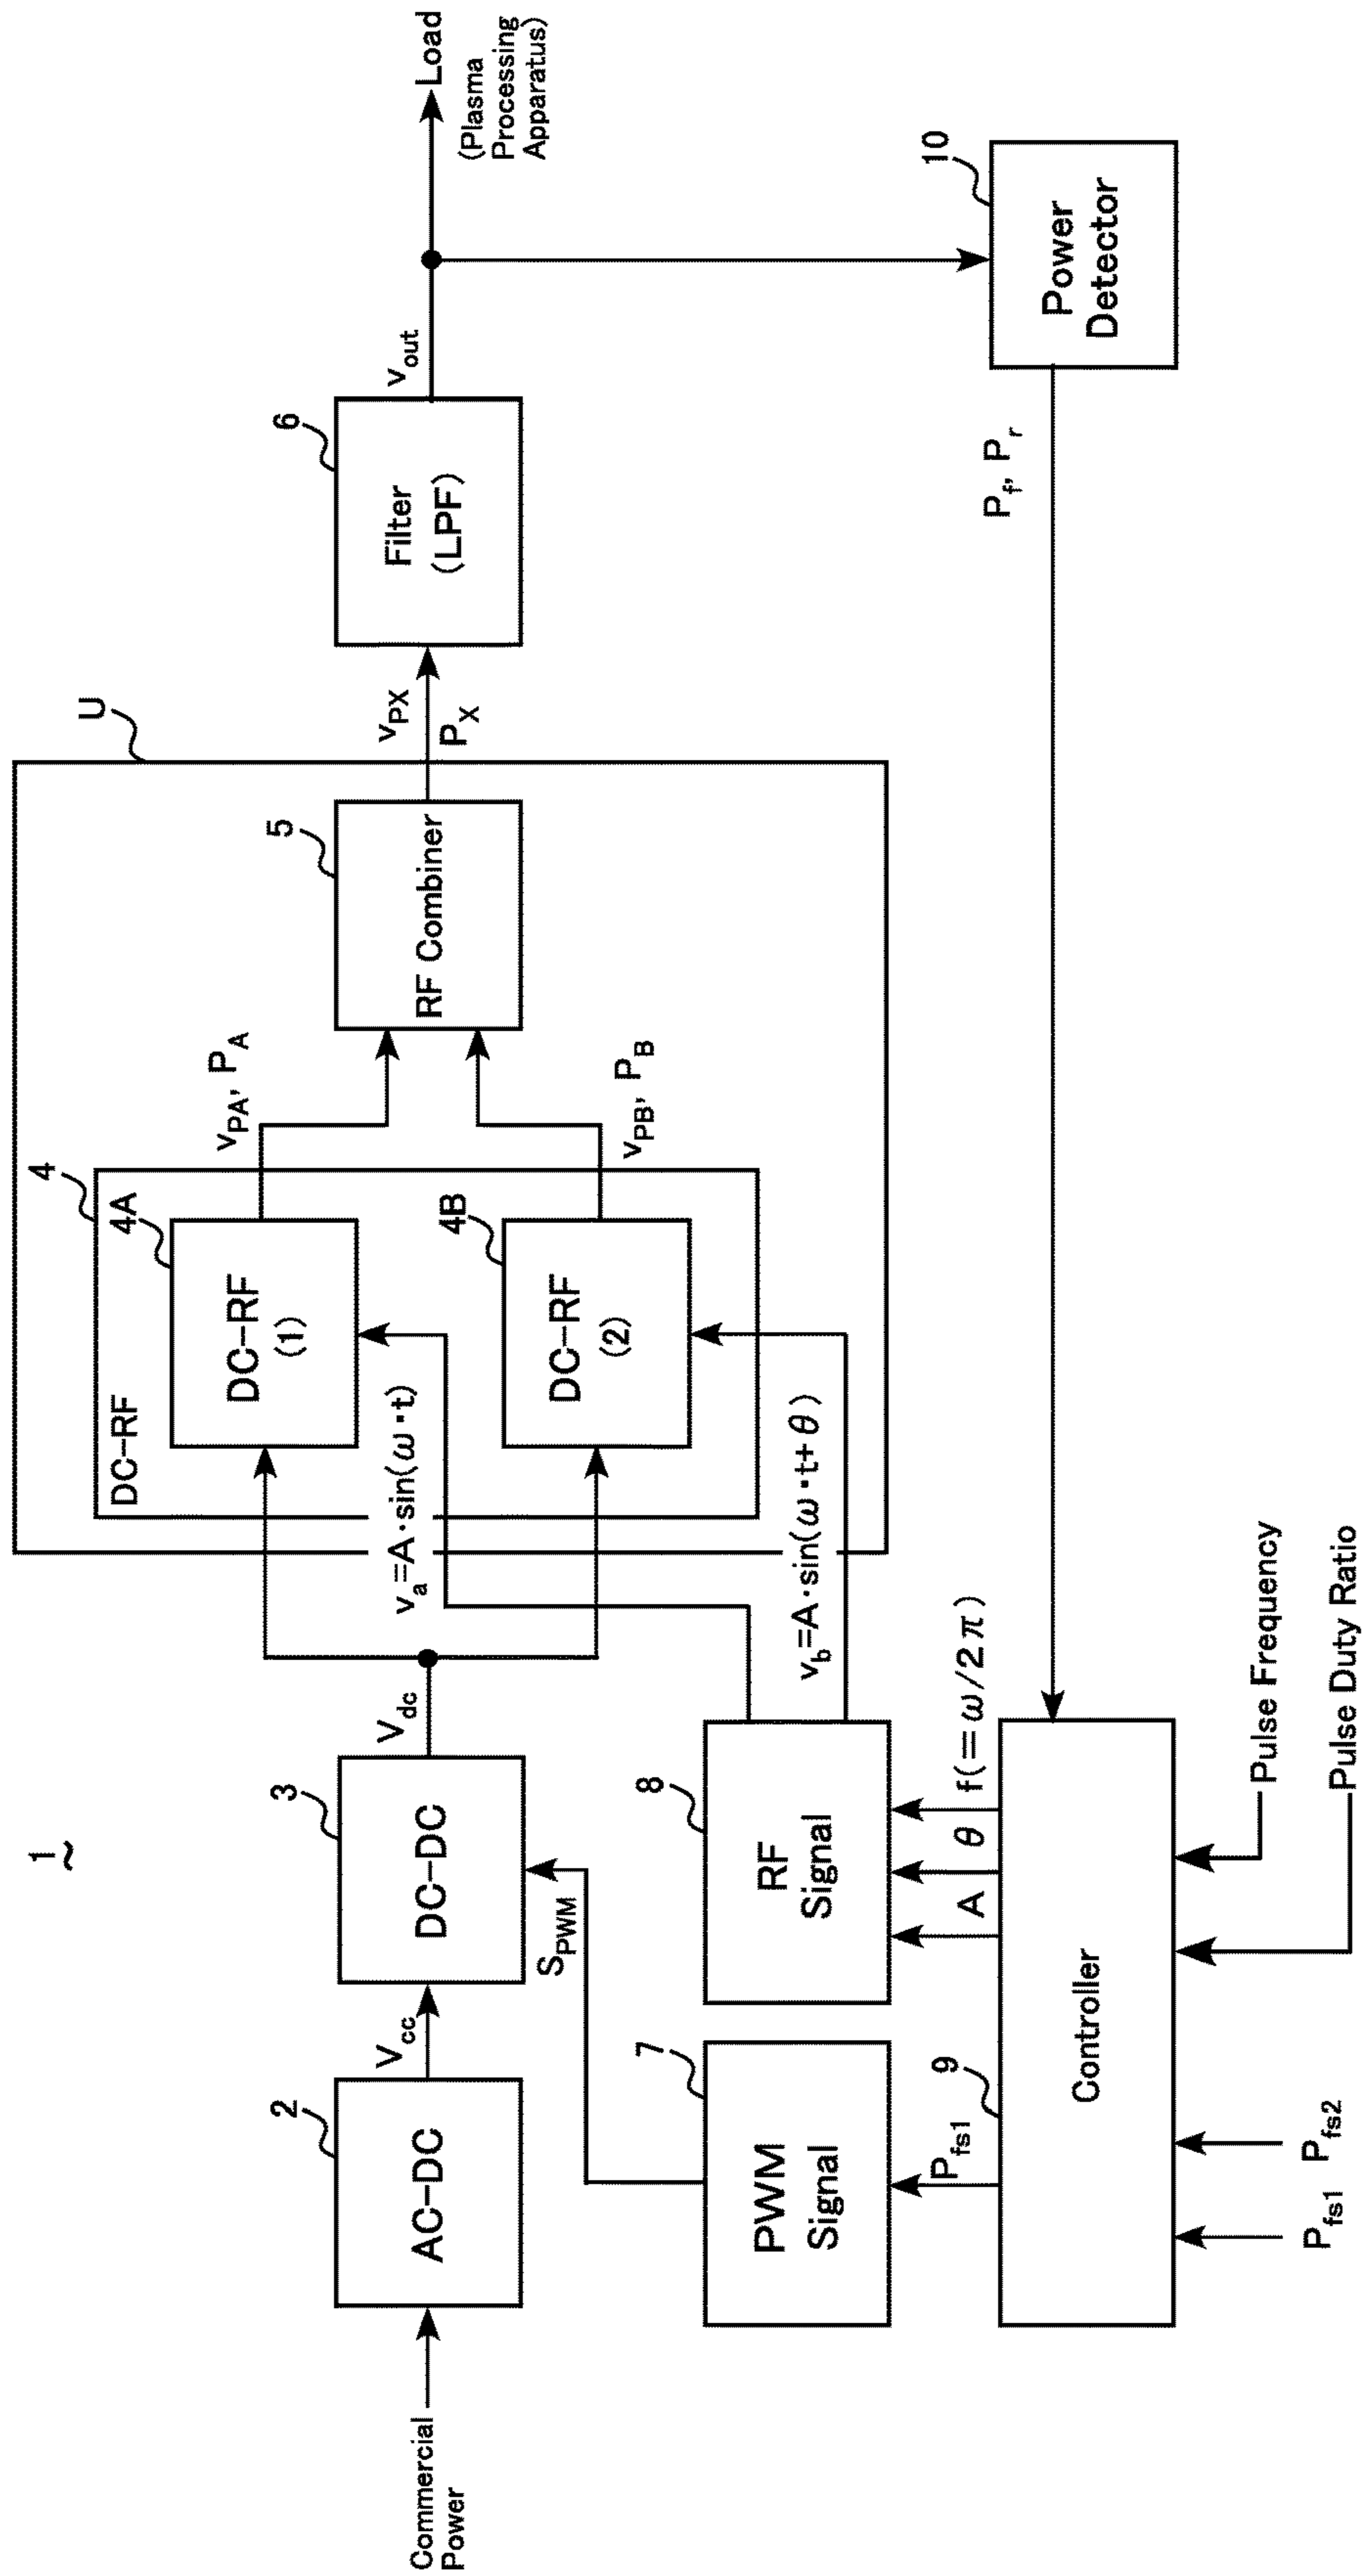 1
Commercial
Power
2
AC-DC
Vcc
3
DC-DC
Vdc
SPWM
U
4
DC-RF
4A
DC-RF
(1)
va=A·sin(ω·t)
4B
DC-RF
(2)
vb=A·sin(ω·t+θ)
vPA, PA
vPB, PB
5
RF Combiner
vPX
PX
6
Filter
(LPF)
vout
Load
(Plasma
Processing
Apparatus)
7
PWM
Signal
8
RF
Signal
Pfs1
A
θ
f(=ω/2π)
9
Controller
Pf, Pr
10
Power
Detector
Pfs1
Pfs2
Pulse Frequency
Pulse Duty Ratio